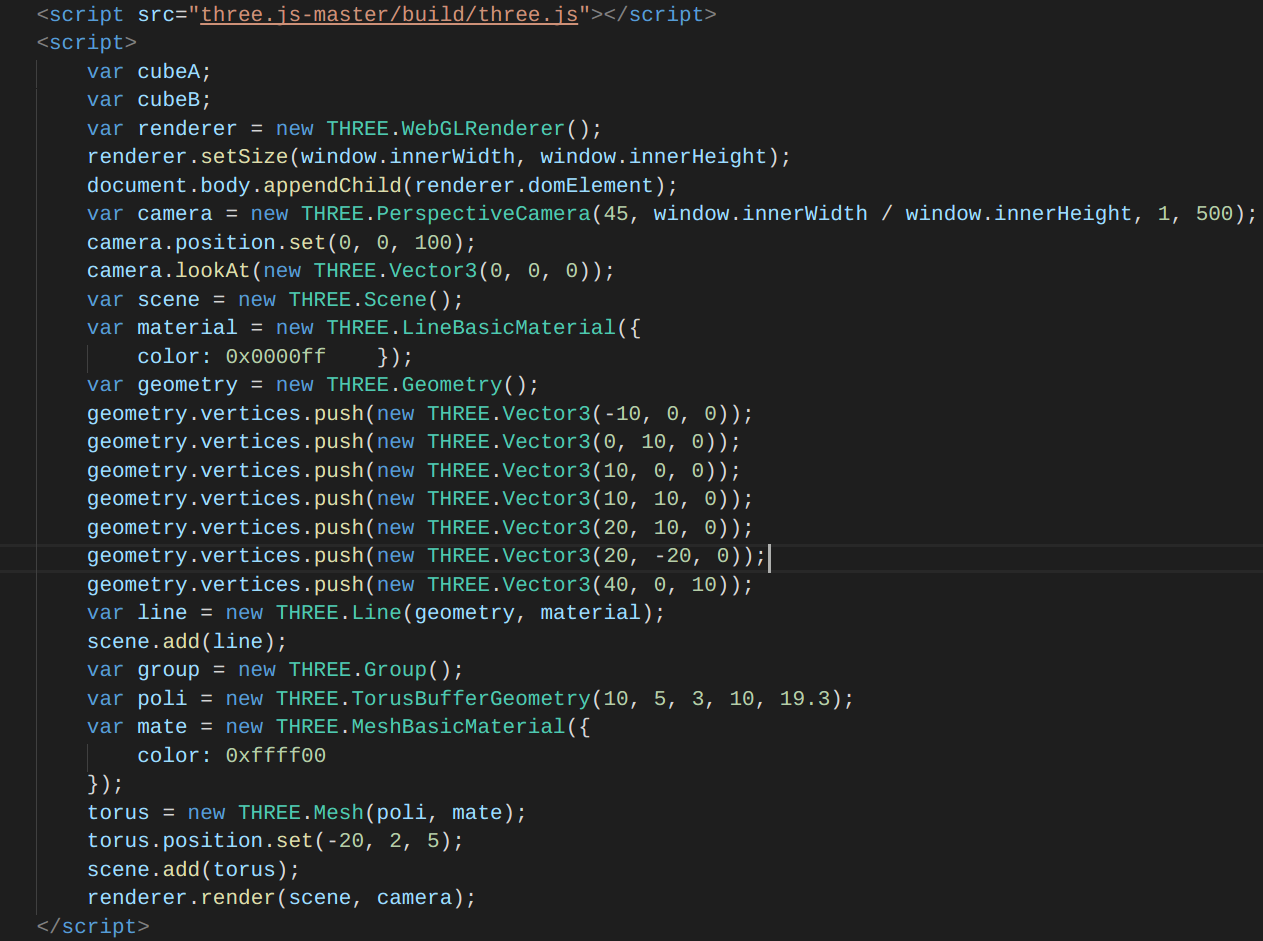 <script src="three.js-master/build/three.js"></script>
<script>
    var cubeA;
    var cubeB;
    var renderer = new THREE.WebGLRenderer();
    renderer.setSize(window.innerWidth, window.innerHeight);
    document.body.appendChild(renderer.domElement);
    var camera = new THREE.PerspectiveCamera(45, window.innerWidth / window.innerHeight, 1, 500);
    camera.position.set(0, 0, 100);
    camera.lookAt(new THREE.Vector3(0, 0, 0));
    var scene = new THREE.Scene();
    var material = new THREE.LineBasicMaterial({
        color: 0x0000ff    });
    var geometry = new THREE.Geometry();
    geometry.vertices.push(new THREE.Vector3(-10, 0, 0));
    geometry.vertices.push(new THREE.Vector3(0, 10, 0));
    geometry.vertices.push(new THREE.Vector3(10, 0, 0));
    geometry.vertices.push(new THREE.Vector3(10, 10, 0));
    geometry.vertices.push(new THREE.Vector3(20, 10, 0));
    geometry.vertices.push(new THREE.Vector3(20, -20, 0));
    geometry.vertices.push(new THREE.Vector3(40, 0, 10));
    var line = new THREE.Line(geometry, material);
    scene.add(line);
    var group = new THREE.Group();
    var poli = new THREE.TorusBufferGeometry(10, 5, 3, 10, 19.3);
    var mate = new THREE.MeshBasicMaterial({
        color: 0xffff00
    });
    torus = new THREE.Mesh(poli, mate);
    torus.position.set(-20, 2, 5);
    scene.add(torus);
    renderer.render(scene, camera);
</script>